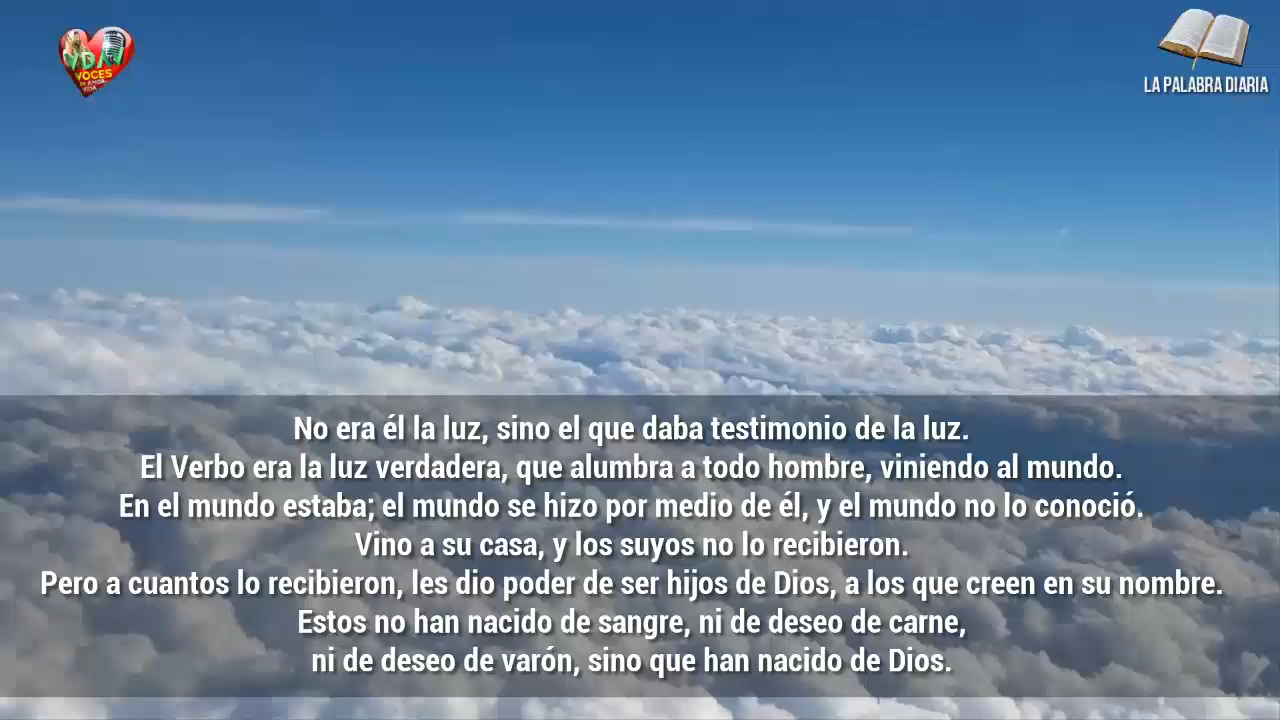 VDA
VOCES
DE AMOR,
VIDA
LA PALABRA DIARIA
No era él la luz, sino el que daba testimonio de la luz.
El Verbo era la luz verdadera, que alumbra a todo hombre, viniendo al mundo.
En el mundo estaba; el mundo se hizo por medio de él, y el mundo no lo conoció.
Vino a su casa, y los suyos no lo recibieron.
Pero a cuantos lo recibieron, les dio poder de ser hijos de Dios, a los que creen en su nombre.
Estos no han nacido de sangre, ni de deseo de carne,
ni de deseo de varón, sino que han nacido de Dios.